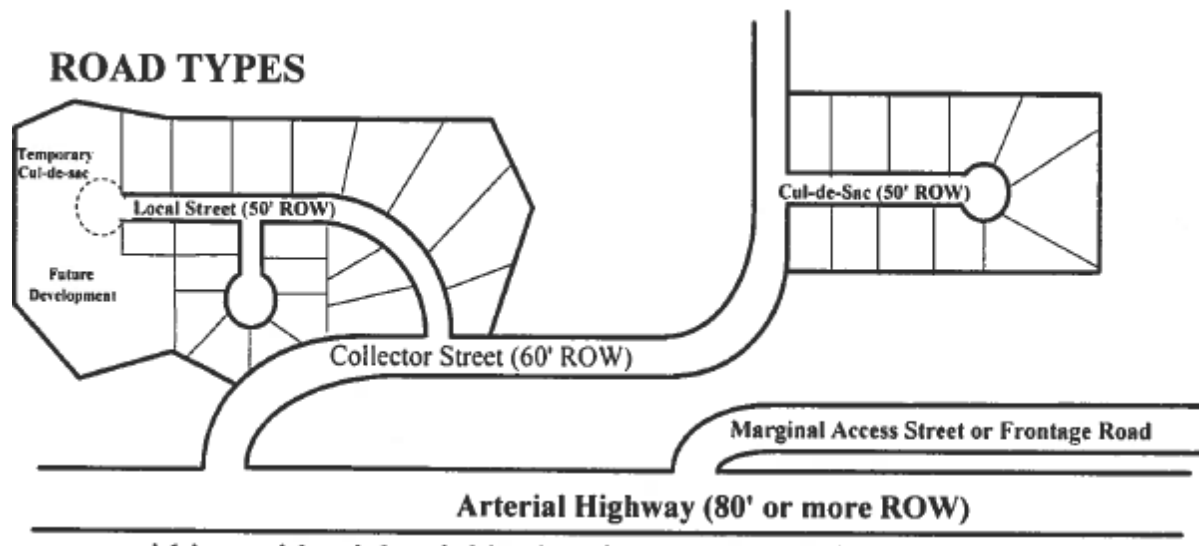 ROAD TYPES
Temporary
Cul-de-sac
Local Street (50' ROW)
Cul-de-Sac (50' ROW)
Future
Development
Collector Street (60' ROW)
Marginal Access Street or Frontage Road
Arterial Highway (80' or more ROW)